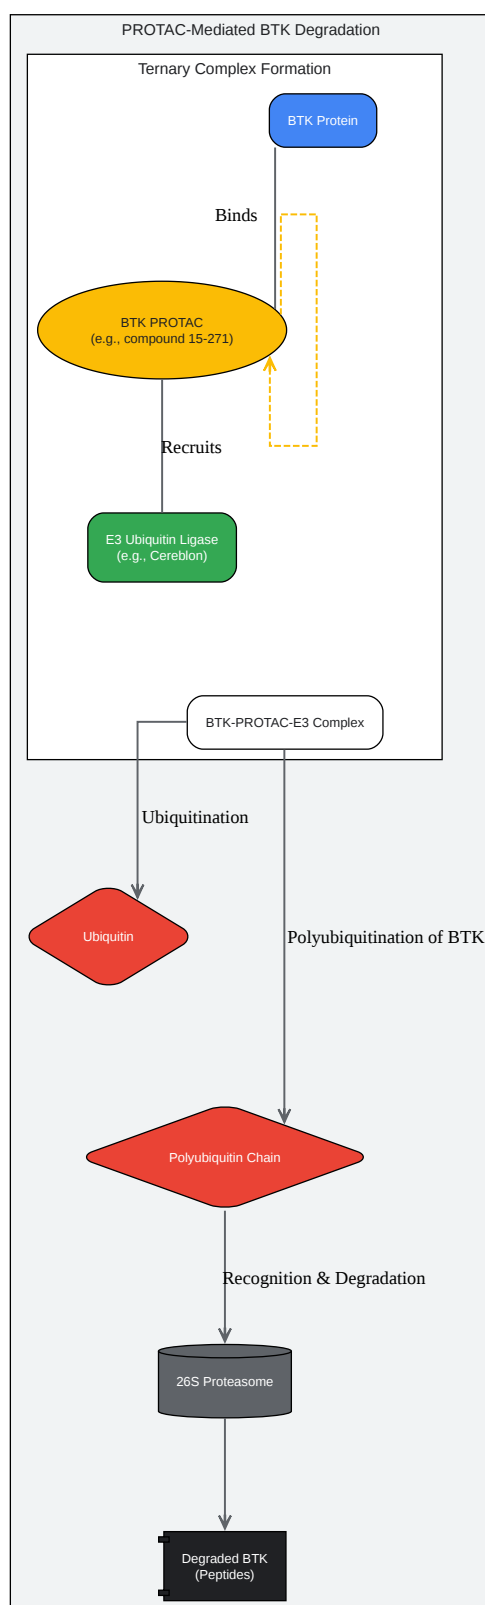 PROTAC-Mediated BTK Degradation
Ternary Complex Formation
BTK Protein
Binds
BTK PROTAC
(e.g., compound 15-271)
Recruits
E3 Ubiquitin Ligase
(e.g., Cereblon)
BTK-PROTAC-E3 Complex
Ubiquitination
Ubiquitin
Polyubiquitination of BTK
Polyubiquitin Chain
Recognition & Degradation
26S Proteasome
Degraded BTK
(Peptides)